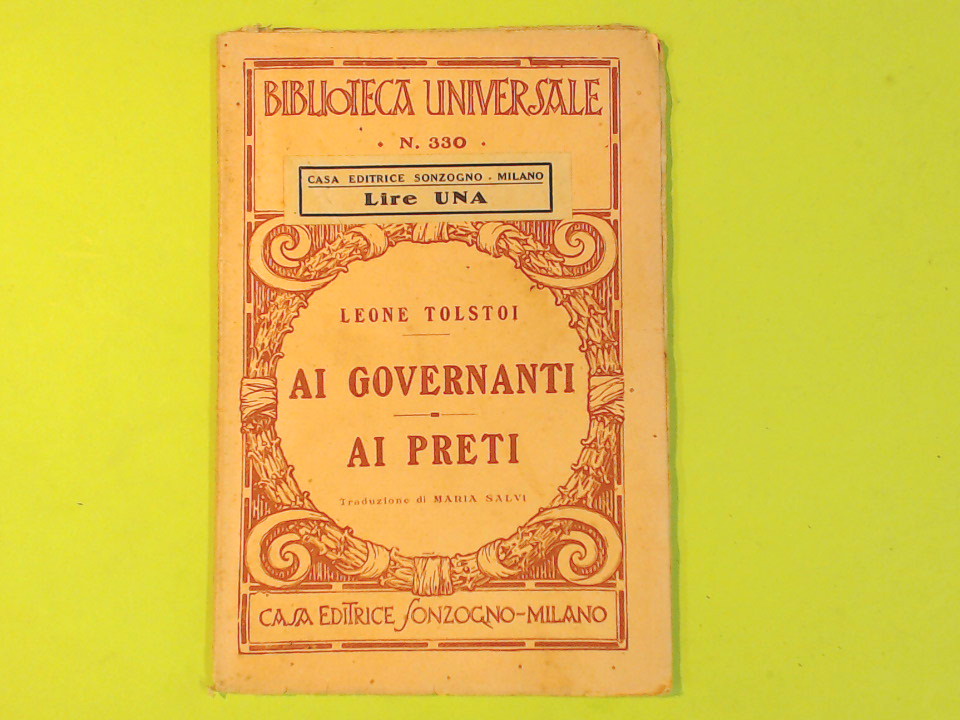 BIBLIOTECA UNIVERSALE
• N. 330 •
CASA EDITRICE SONZOGNO - MILANO
Lire UNA
LEONE TOLSTOI
AI GOVERNANTI
AI PRETI
Traduzione di MARIA SALVI
CASA EDITRICE SONZOGNO-MILANO